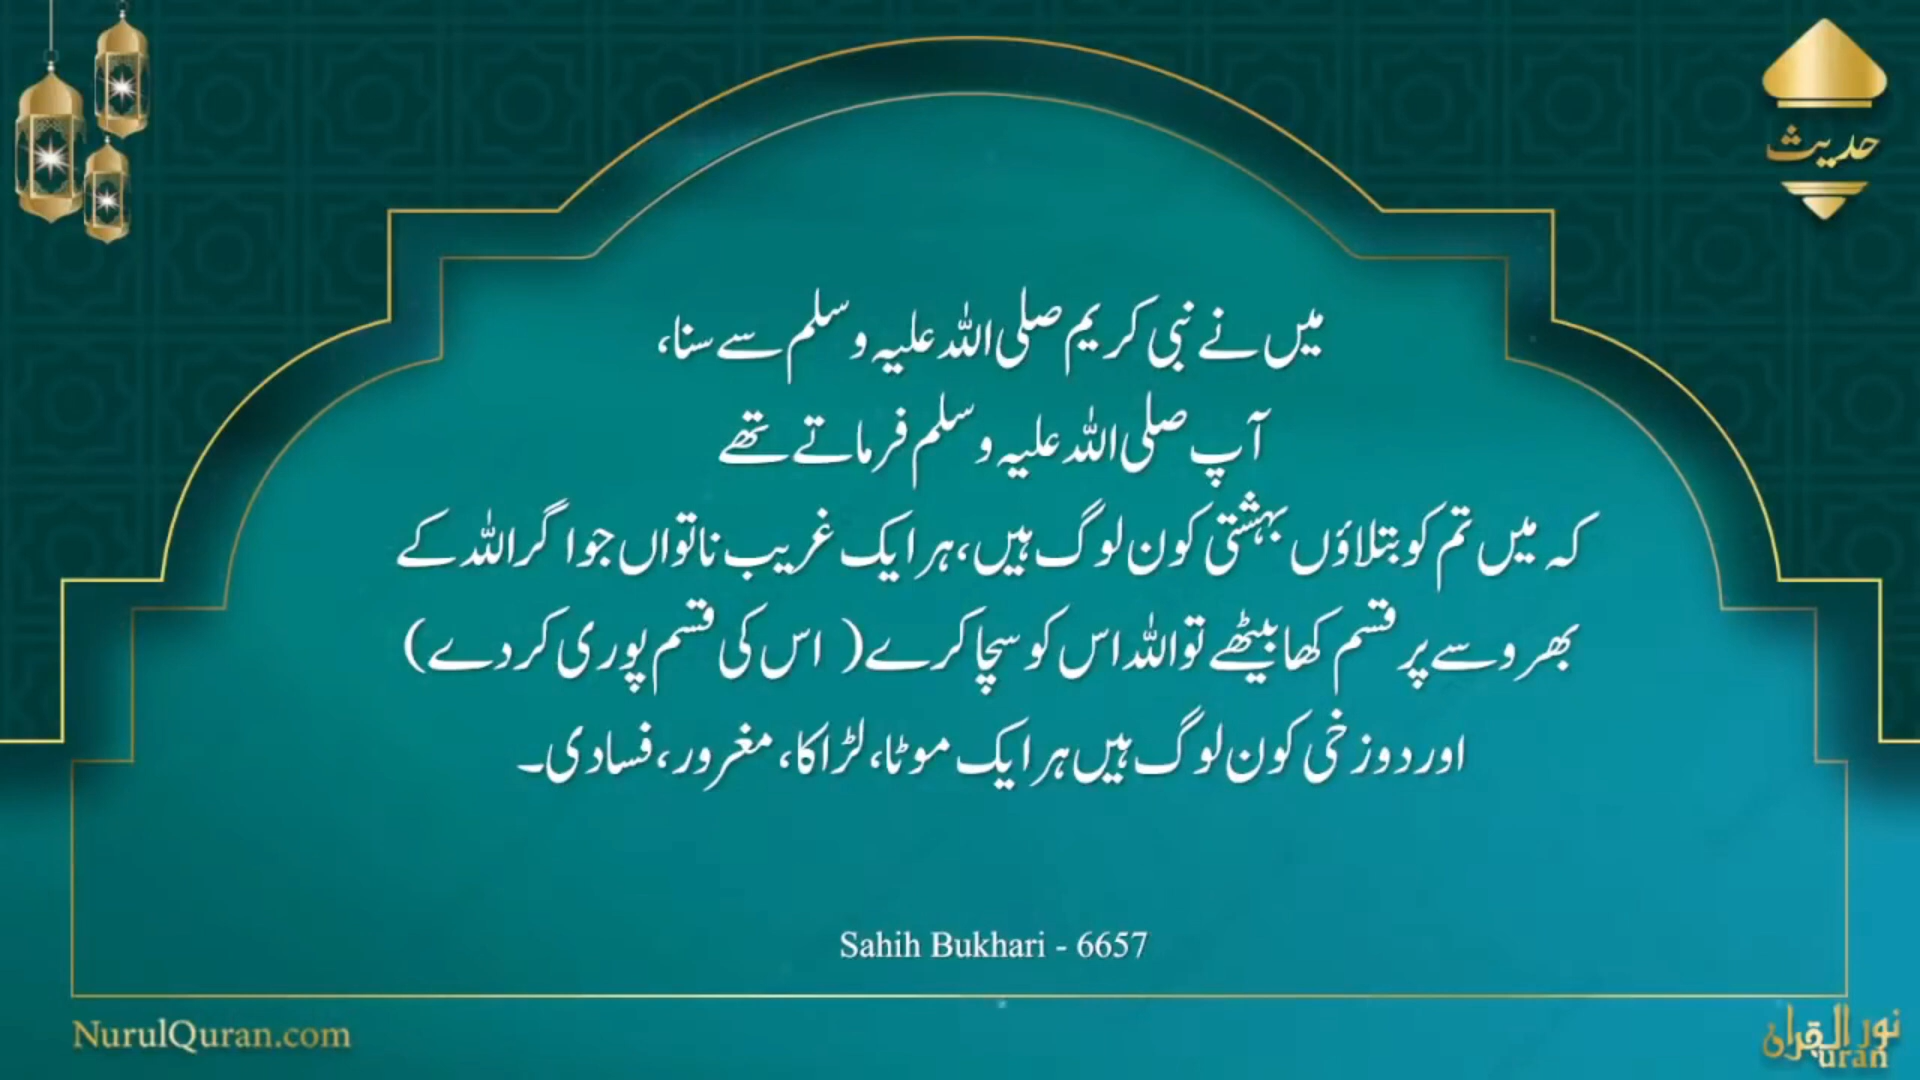 حدیث
میں نے نبی کریم صلی اللہ علیہ وسلم سے سنا،
آپ صلی اللہ علیہ وسلم فرماتے تھے
کہ میں تم کو بتلاؤں بہشتی کون لوگ ہیں، ہر ایک غریب ناتواں جو اگر اللہ کے
بھروسے پر قسم کھا بیٹھے تو اللہ اس کو سچا کرے ( اس کی قسم پوری کر دے )
اور دوزخی کون لوگ ہیں ہر ایک موٹا، لڑاکا، مغرور، فسادی۔
Sahih Bukhari - 6657
NurulQuran.com
نور القرآن
uran